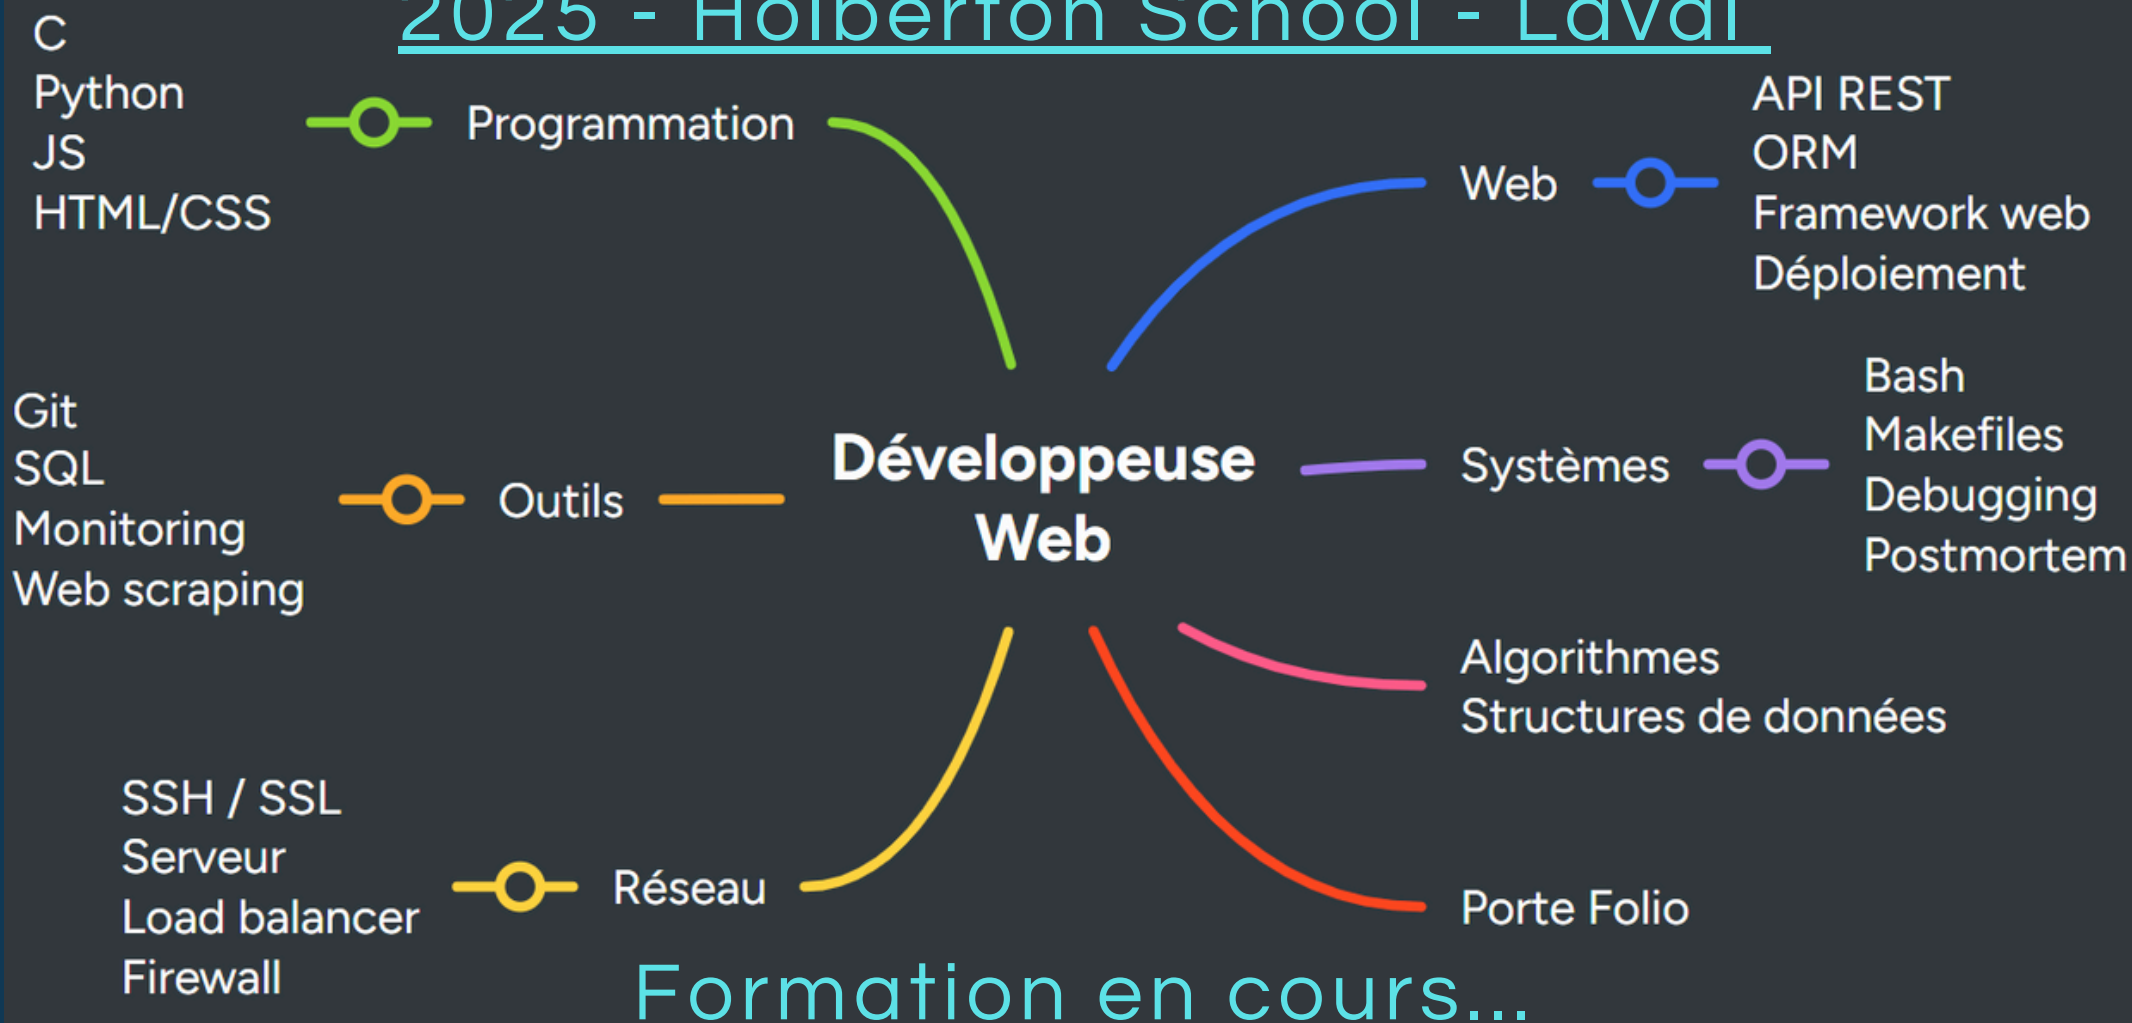 2025 - Holberton School - Laval
C
Python
JS
HTML/CSS
Programmation
Git
SQL
Monitoring
Web scraping
Outils
SSH / SSL
Serveur
Load balancer
Firewall
Réseau
Développeuse
Web
Web
API REST
ORM
Framework web
Déploiement
Systèmes
Bash
Makefiles
Debugging
Postmortem
Algorithmes
Structures de données
Porte Folio
Formation en cours...